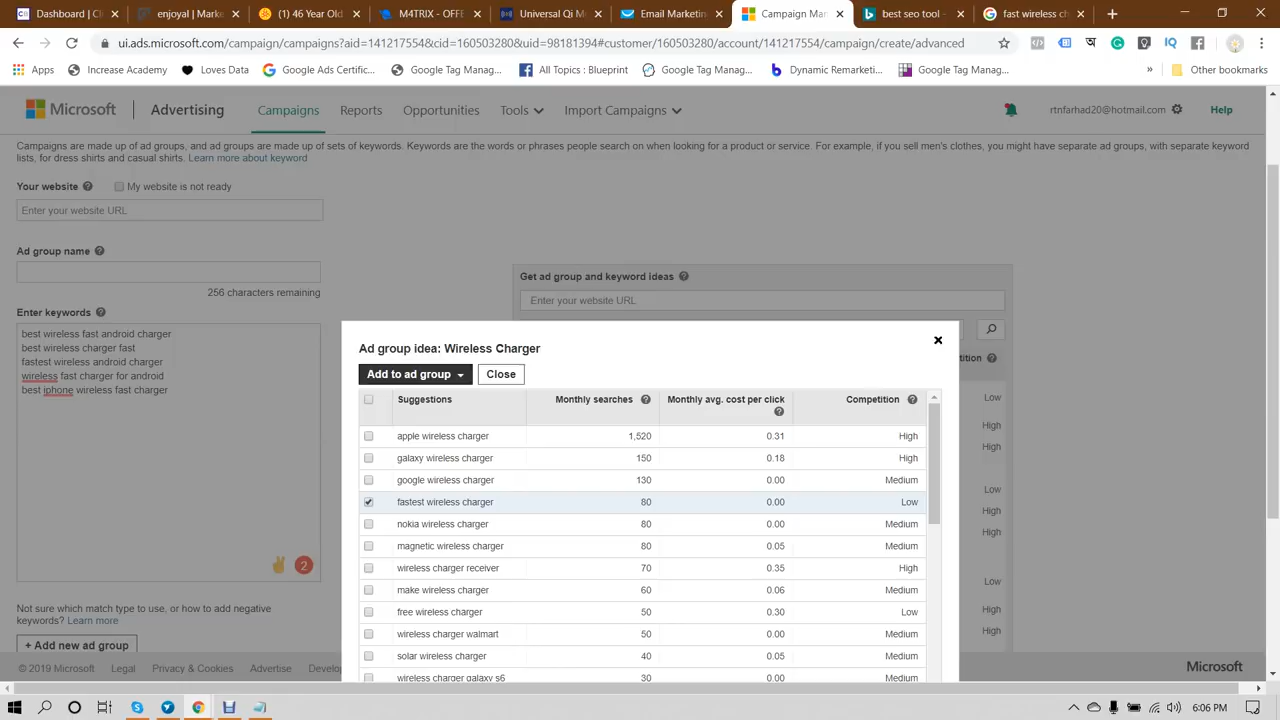 Dashboard | Cl
enjoyal | Marke
(1) 46 Year Old
M4TRIX - OFFE
Universal Qi M
Email Marketin
Campaign Man
best seo tool -
fast wireless ch
ui.ads.microsoft.com/campaign/campaigns?aid=141217554&cid=160503280&uid=98181394#customer/160503280/account/141217554/campaign/create/advanced
Apps
Increase Academy
Loves Data
Google Ads Certific...
Google Tag Manag...
All Topics : Blueprint
Google Tag Manag...
Dynamic Remarketi...
Google Tag Manag...
»
Other bookmarks
Microsoft
Advertising
Campaigns
Reports
Opportunities
Tools
Import Campaigns
rtnfarhad20@hotmail.com
Help
Campaigns are made up of ad groups, and ad groups are made up of sets of keywords. Keywords are the words or phrases people search on when looking for a product or service. For example, if you sell men's clothes, you might have separate ad groups, with separate keyword
lists, for dress shirts and casual shirts. Learn more about keyword
Your website
My website is not ready
Enter your website URL
Ad group name
256 characters remaining
Enter keywords
best wireless fast android charger
best wireless charger fast
fastest wireless android charger
wireless fast charger for android
best iphone wireless fast charger
2
Not sure which match type to use, or how to add negative
keywords? Learn more
+ Add new ad group
Get ad group and keyword ideas
Enter your website URL
tition
Low
High
High
Low
High
High
Low
High
High
Ad group idea: Wireless Charger
Add to ad group
Close
Suggestions Monthly searches Monthly avg. cost per click Competition
apple wireless charger 1,520 0.31 High
galaxy wireless charger 150 0.18 High
google wireless charger 130 0.00 Medium
fastest wireless charger 80 0.00 Low
nokia wireless charger 80 0.00 Medium
magnetic wireless charger 80 0.05 Medium
wireless charger receiver 70 0.35 High
make wireless charger 60 0.06 Medium
free wireless charger 50 0.30 Low
wireless charger walmart 50 0.00 Medium
solar wireless charger 40 0.05 Medium
wireless charger galaxy s6 30 0.00 Medium
© 2019 Microsoft
Legal
Privacy & Cookies
Advertise
Develop
Microsoft
6:06 PM